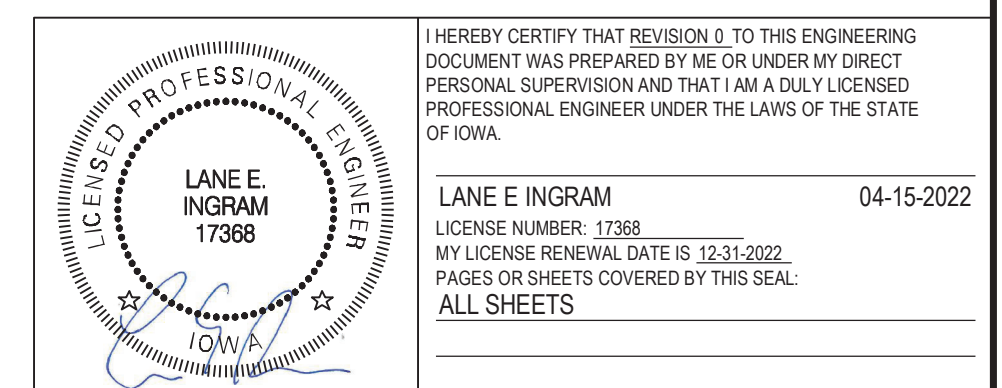 LICENSED PROFESSIONAL ENGINEER
LANE E.
INGRAM
17368
IOWA
I HEREBY CERTIFY THAT REVISION 0 TO THIS ENGINEERING
DOCUMENT WAS PREPARED BY ME OR UNDER MY DIRECT
PERSONAL SUPERVISION AND THAT I AM A DULY LICENSED
PROFESSIONAL ENGINEER UNDER THE LAWS OF THE STATE
OF IOWA.
LANE E INGRAM 04-15-2022
LICENSE NUMBER: 17368
MY LICENSE RENEWAL DATE IS 12-31-2022
PAGES OR SHEETS COVERED BY THIS SEAL:
ALL SHEETS